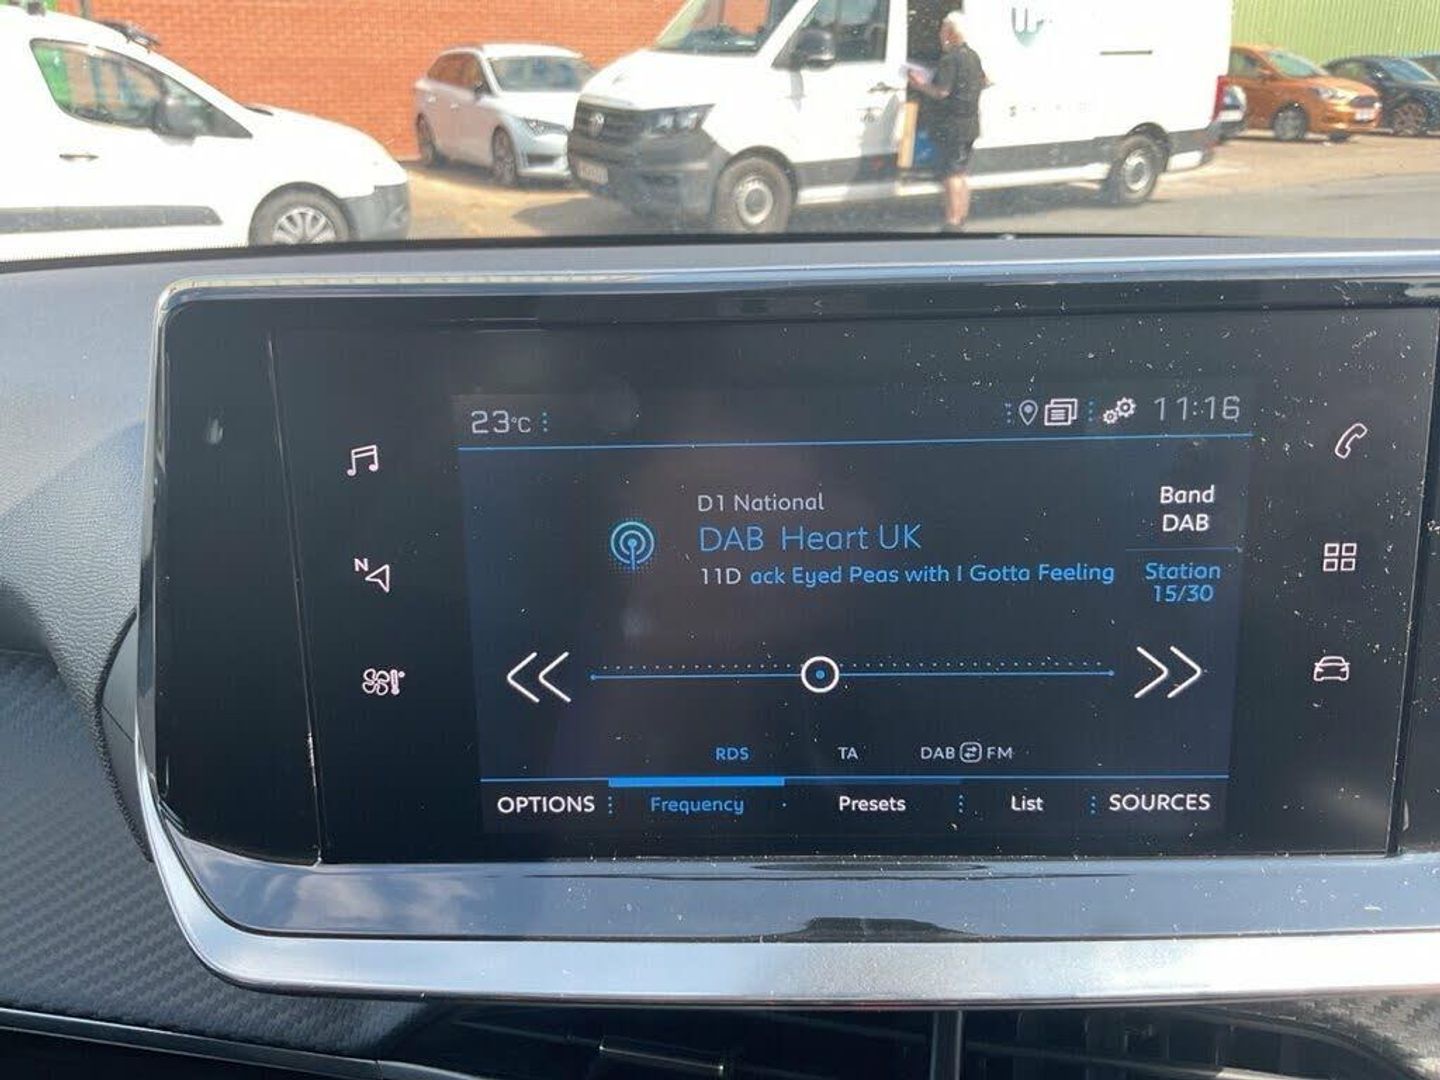 23°C 11:16
D1 National
DAB Heart UK
11D ack Eyed Peas with I Gotta Feeling
Band
DAB
Station
15/30
N
RDS TA DAB FM
OPTIONS Frequency Presets List SOURCES